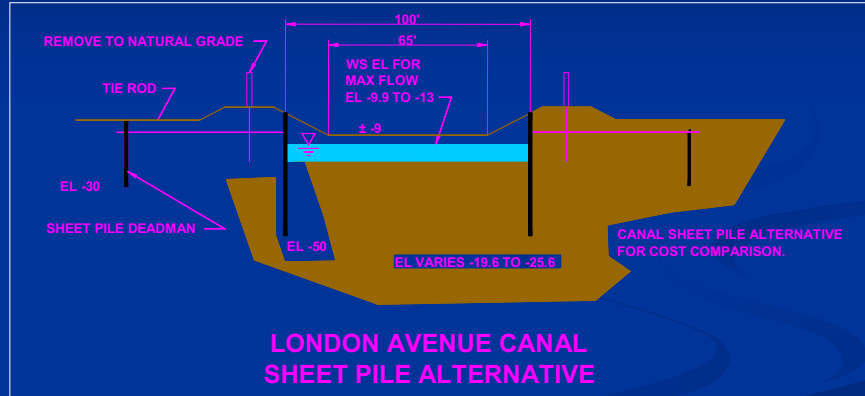 100'
REMOVE TO NATURAL GRADE
65'
WS EL FOR
MAX FLOW
EL -9.9 TO -13
TIE ROD
± -9
EL -30
SHEET PILE DEADMAN
EL -50
CANAL SHEET PILE ALTERNATIVE
FOR COST COMPARISON.
EL VARIES -19.6 TO -25.6
LONDON AVENUE CANAL
SHEET PILE ALTERNATIVE